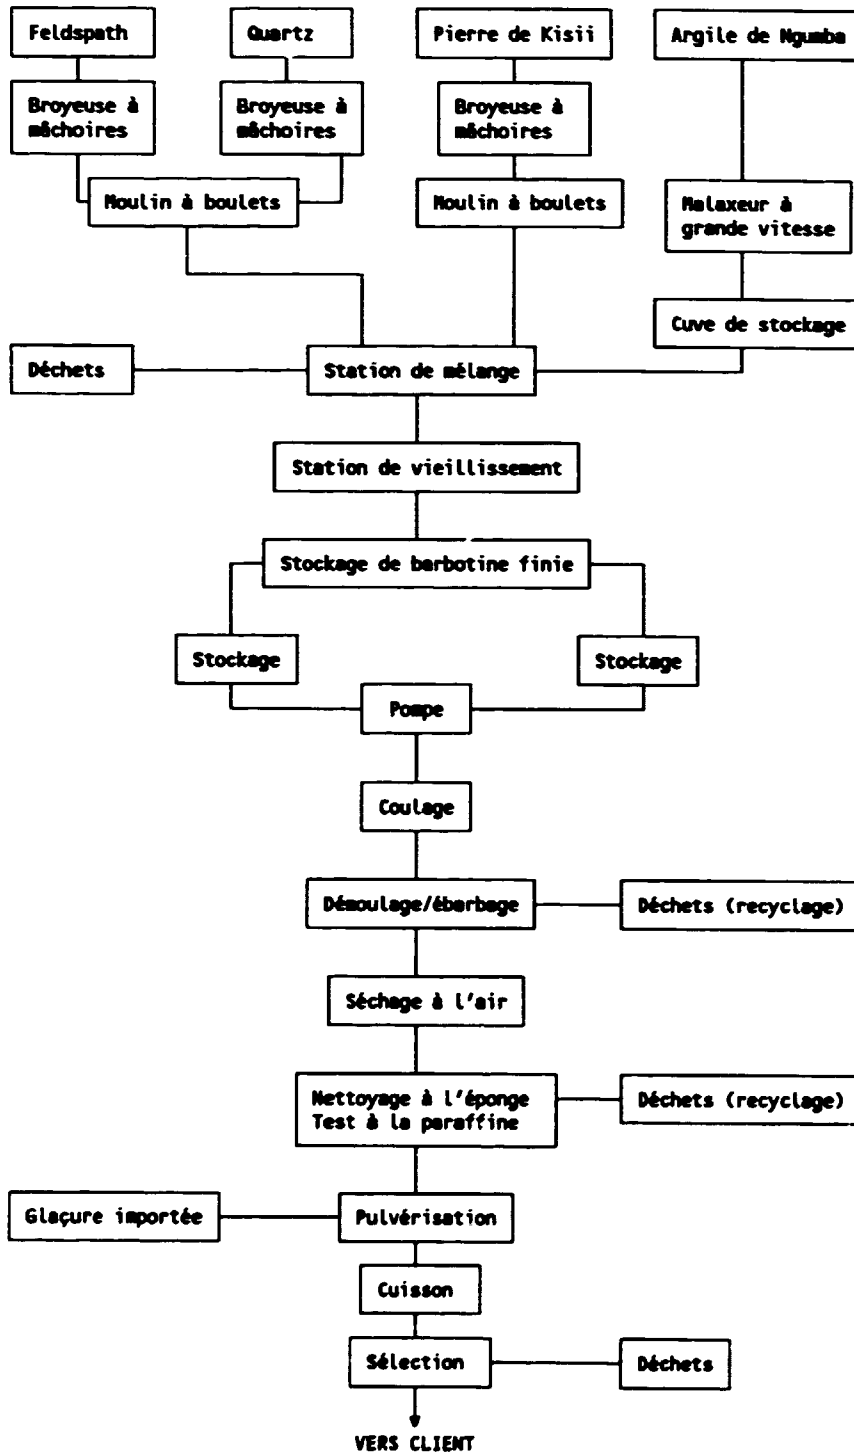 Feldspath
Quartz
Pierre de Kisii
Argile de Ngumba
Broyeuse à
mâchoires
Broyeuse à
mâchoires
Broyeuse à
mâchoires
Moulin à boulets
Moulin à boulets
Malaxeur à
grande vitesse
Cuve de stockage
Déchets
Station de mélange
Station de vieillissement
Stockage de barbotine finie
Stockage
Stockage
Pompe
Coulage
Démoulage/ébarbage
Déchets (recyclage)
Séchage à l'air
Nettoyage à l'éponge
Test à la paraffine
Déchets (recyclage)
Glaçure importée
Pulvérisation
Cuisson
Sélection
Déchets
VERS CLIENT